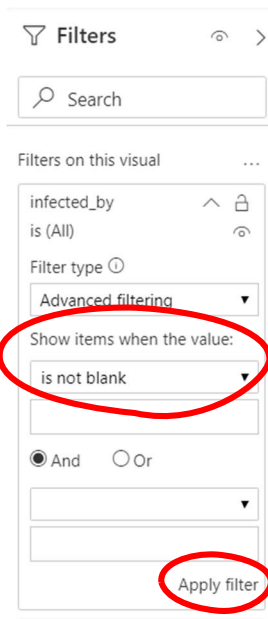 Filters
Search
Filters on this visual ...
infected_by
is (All)
Filter type
Advanced filtering
Show items when the value:
is not blank
And Or
Apply filter